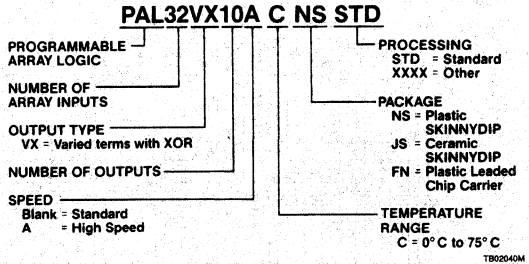 PAL32VX10A C NS STD
PROGRAMMABLE
ARRAY LOGIC
NUMBER OF
ARRAY INPUTS
OUTPUT TYPE
VX = Varied terms with XOR
NUMBER OF OUTPUTS
SPEED
Blank = Standard
A = High Speed
PROCESSING
STD = Standard
XXXX = Other
PACKAGE
NS = Plastic
SKINNYDIP
JS = Ceramic
SKINNYDIP
FN = Plastic Leaded
Chip Carrier
TEMPERATURE
RANGE
C = 0°C to 75°C
TB02040M